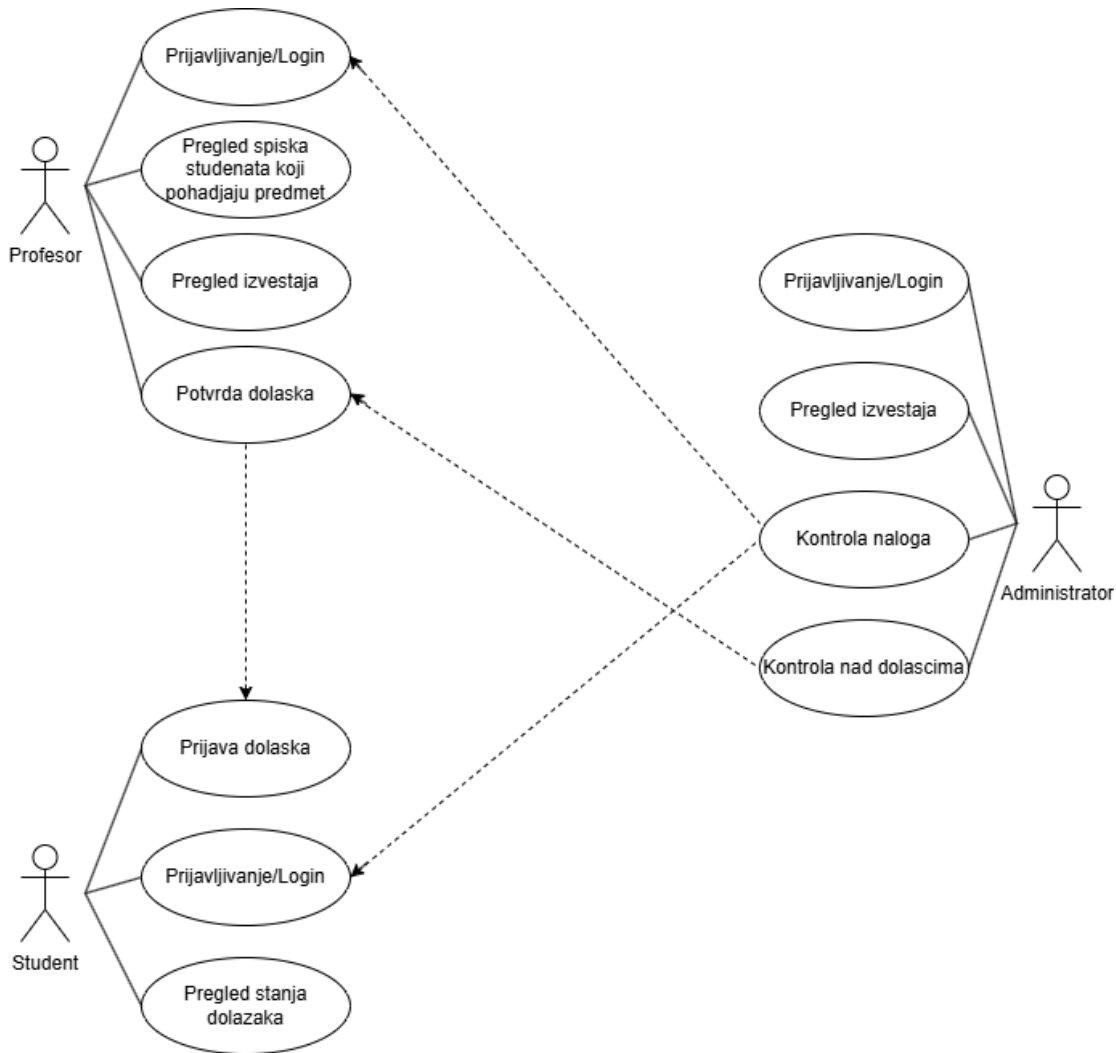 Prijavljivanje/Login
Pregled spiska
studenata koji
pohadjaju predmet
Profesor
Pregled izvestaja
Potvrda dolaska
Prijavljivanje/Login
Pregled izvestaja
Kontrola naloga
Administrator
Kontrola nad dolascima
Prijava dolaska
Prijavljivanje/Login
Student
Pregled stanja
dolazaka